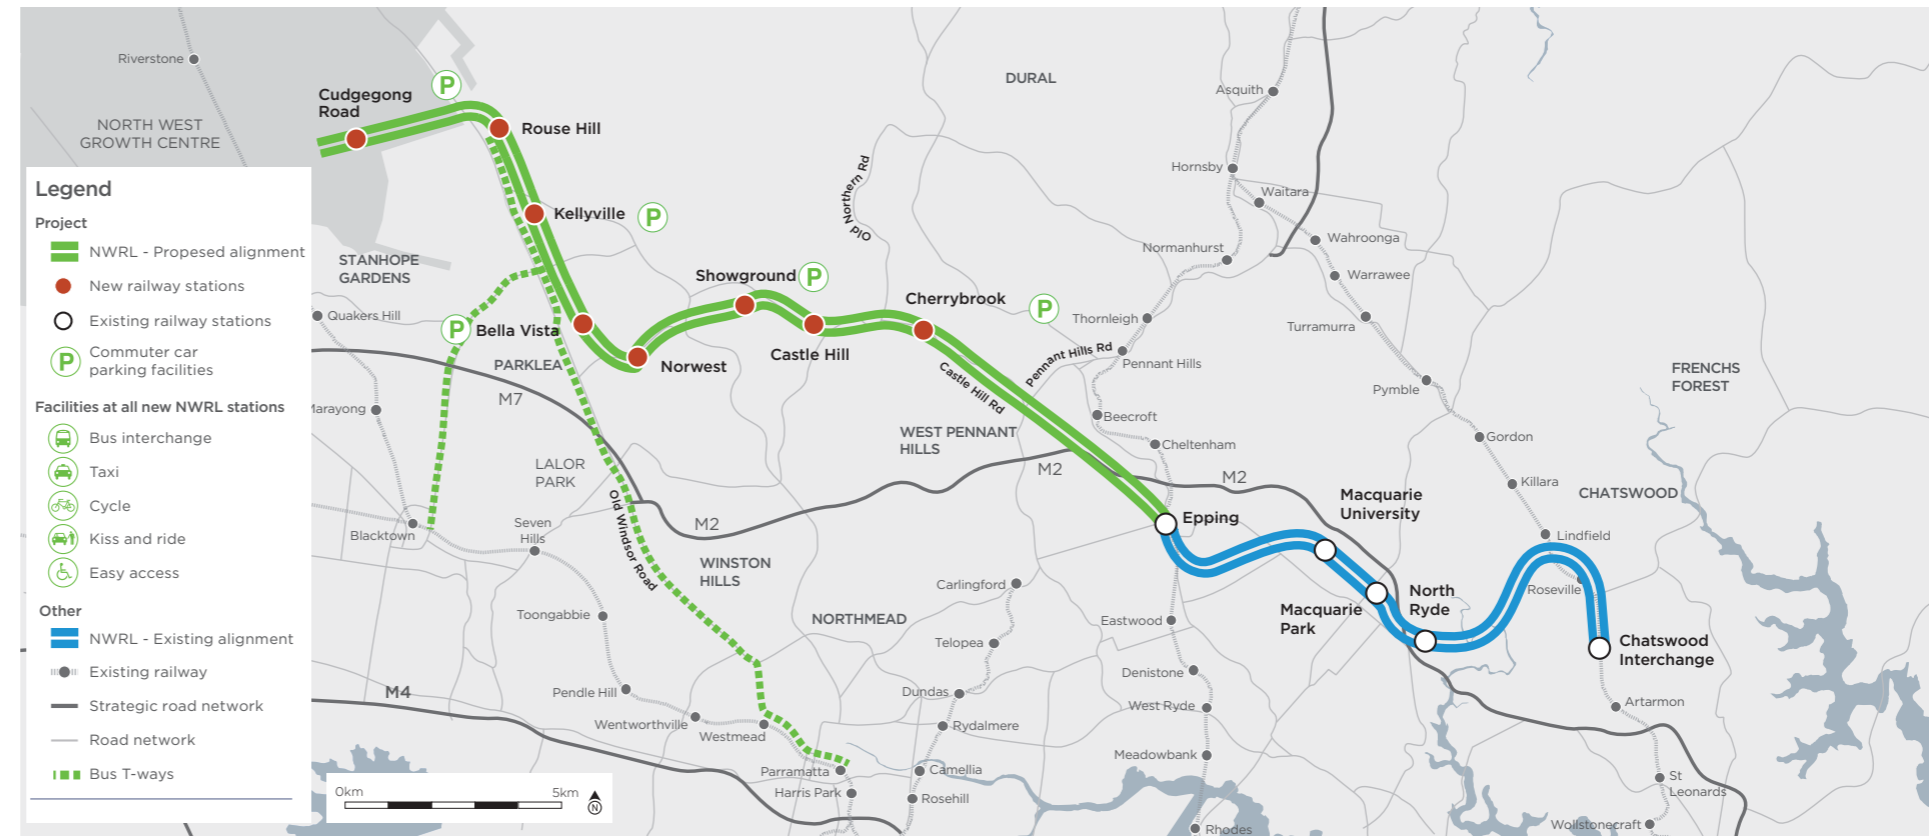 Riverstone
NORTH WEST
GROWTH CENTRE
Cudgegong
Road
P
Rouse Hill
Kellyville
P
STANHOPE
GARDENS
Quakers Hill
P
Bella Vista
PARKLEA
M7
Marayong
Norwest
Showground
P
Castle Hill
Cherrybrook
P
DURAL
Old Northern Rd
Asquith
Hornsby
Waitara
Normanhurst
Wahroonga
Warrawee
Thornleigh
Turramurra
Pennant Hills Rd
Pennant Hills
Castle Hill Rd
Pymble
FRENCHS
FOREST
Beecroft
WEST PENNANT
HILLS
Cheltenham
Gordon
M2
M2
Killara
CHATSWOOD
Macquarie
University
LALOR
PARK
Old Windsor Road
Epping
Blacktown
Seven
Hills
M2
Lindfield
WINSTON
HILLS
Carlingford
Roseville
North
Ryde
Macquarie
Park
Toongabbie
NORTHMEAD
Eastwood
Telopea
Chatswood
Interchange
Denistone
M4
Pendle Hill
Dundas
West Ryde
Artarmon
Wentworthville
Westmead
Rydalmere
Meadowbank
Parramatta
Camellia
St
Leonards
Harris Park
Rosehill
Rhodes
Wollstonecraft
Legend
Project
NWRL - Propesed alignment
New railway stations
Existing railway stations
P
Commuter car
parking facilities
Facilities at all new NWRL stations
Bus interchange
Taxi
Cycle
Kiss and ride
Easy access
Other
NWRL - Existing alignment
Existing railway
Strategic road network
Road network
Bus T-ways
0km
5km
N